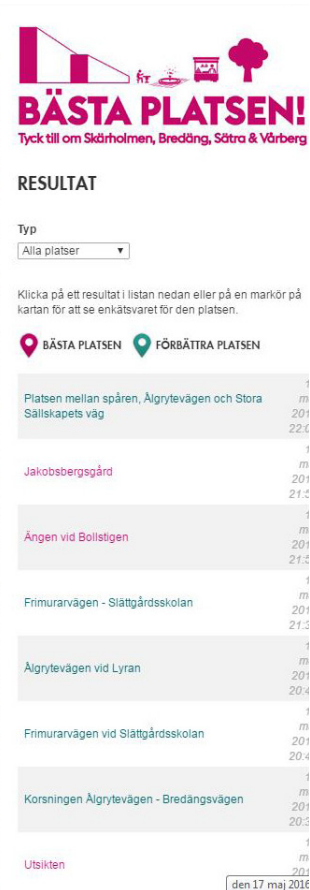 BÄSTA PLATSEN!
Tyck till om Skärholmen, Bredäng, Sätra & Vårberg
RESULTAT
Typ
Alla platser
Klicka på ett resultat i listan nedan eller på en markör på
kartan för att se enkätsvaret för den platsen.
BÄSTA PLATSEN FÖRBÄTTRA PLATSEN
Platsen mellan spåren, Ålgrytevägen och Stora
Sällskapets väg
Jakobsbergsgård
Ängen vid Bollstigen
Frimurarvägen - Slättgårdsskolan
Ålgrytevägen vid Lyran
Frimurarvägen vid Slättgårdsskolan
Korsningen Ålgrytevägen - Bredängsvägen
Utsikten
den 17 maj 2016